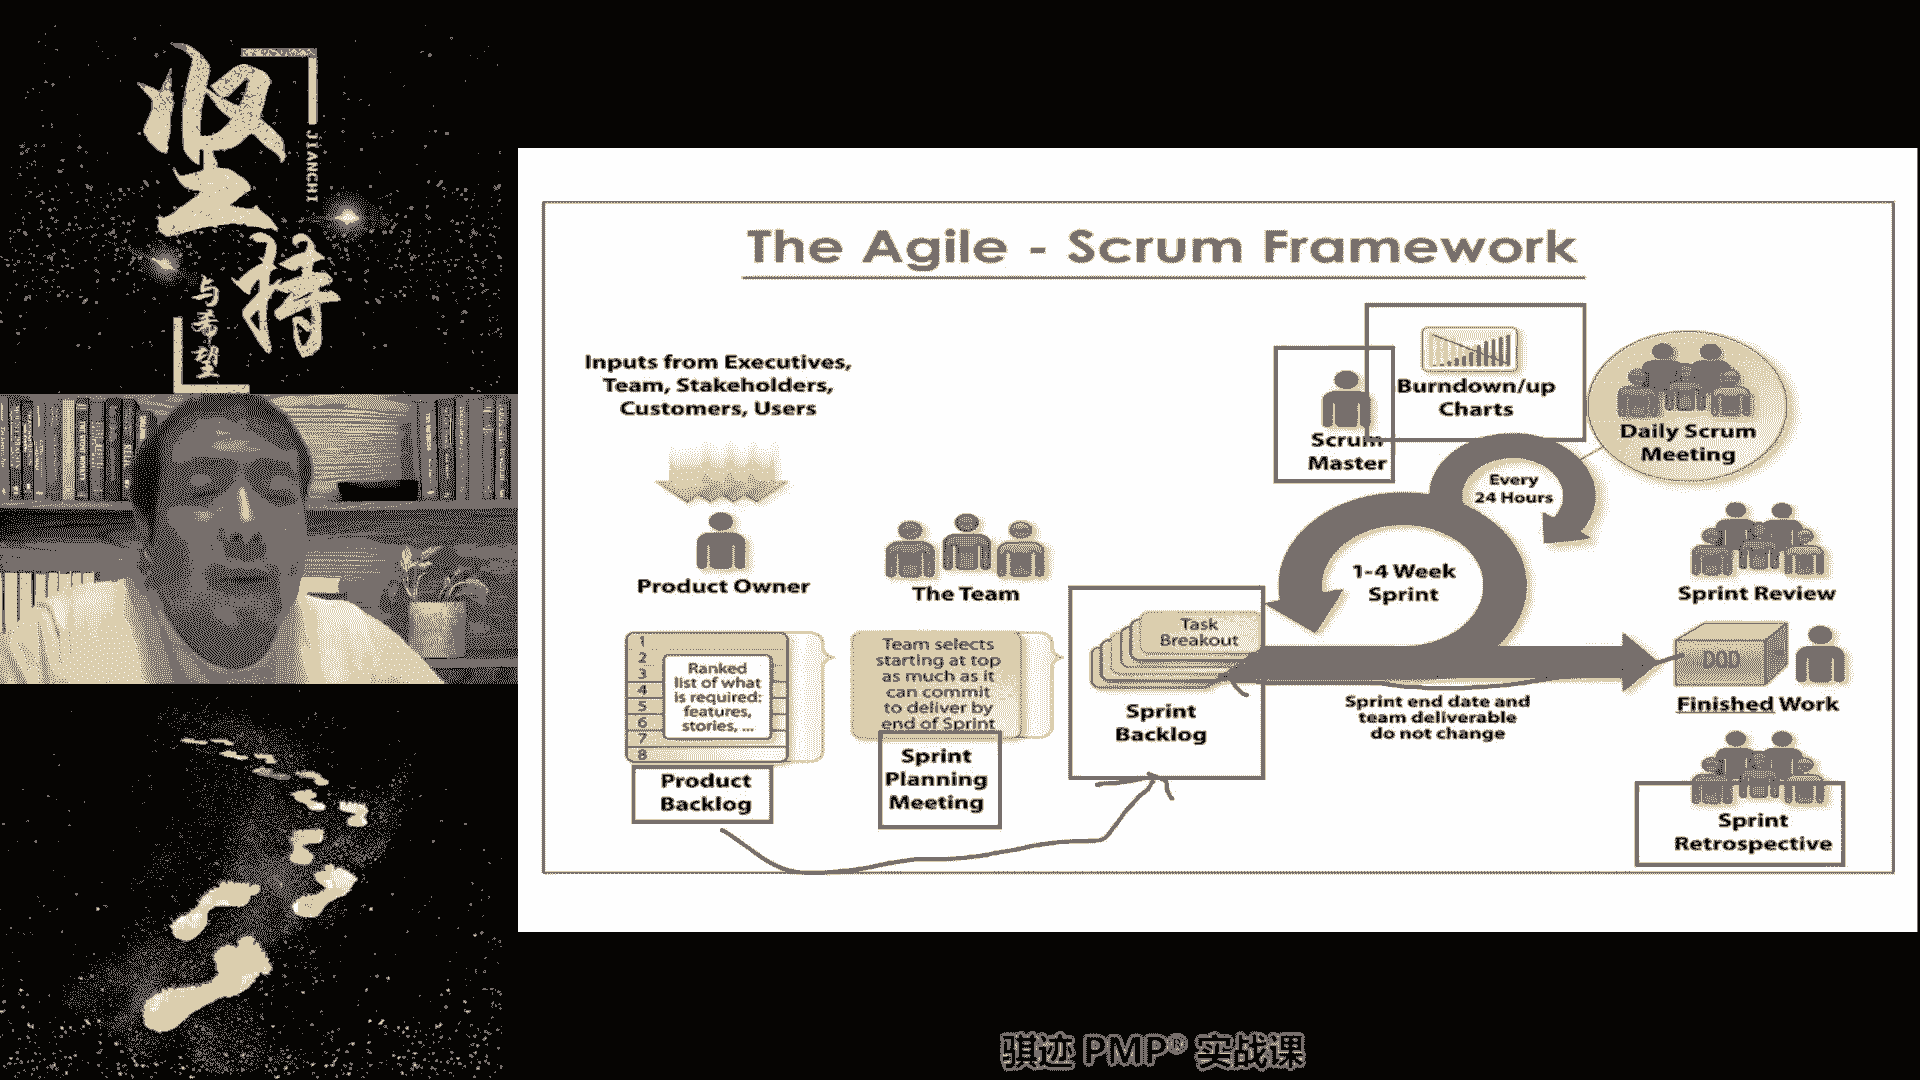 坚持
JIANCHI
与希望
The Agile - Scrum Framework
Inputs from Executives,
Team, Stakeholders,
Customers, Users
Product Owner
The Team
1
2
3
4
5
6
7
8
Ranked
list of what
is required:
features,
stories, ...
Product
Backlog
Team selects
starting at top
as much as it
can commit
to deliver by
end of Sprint
Sprint
Planning
Meeting
Task
Breakout
Sprint
Backlog
Scrum
Master
Burndown/up
Charts
Every
24 Hours
1-4 Week
Sprint
Daily Scrum
Meeting
Sprint Review
DOD
Finished Work
Sprint end date and
team deliverable
do not change
Sprint
Retrospective
骐迹 PMP® 实战课